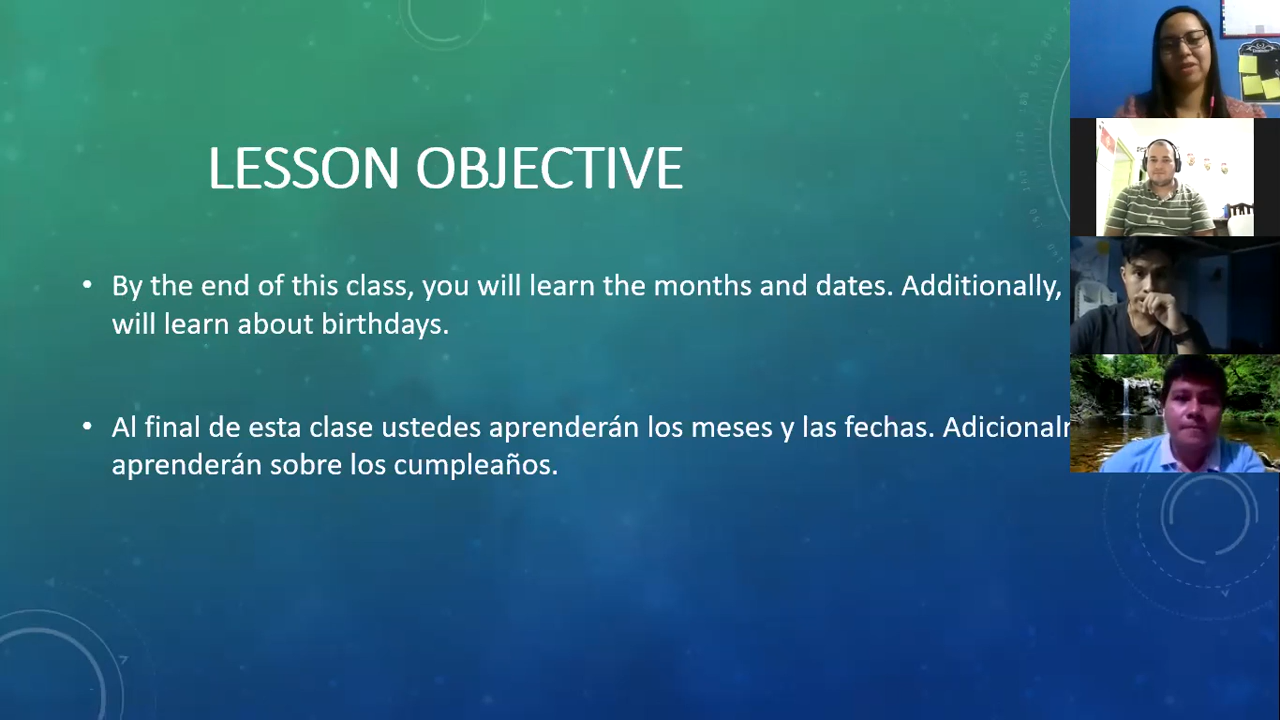 LESSON OBJECTIVE
• By the end of this class, you will learn the months and dates. Additionally,
will learn about birthdays.
• Al final de esta clase ustedes aprenderán los meses y las fechas.
aprenderán sobre los cumpleaños.